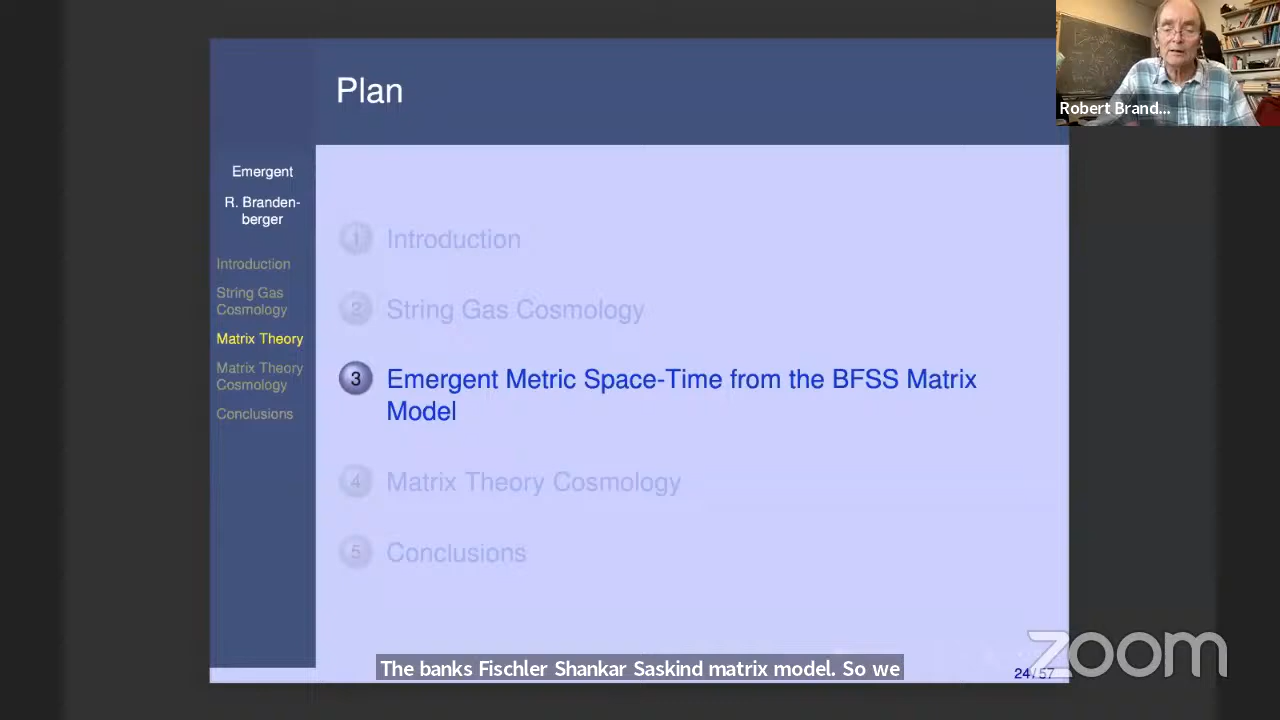 Plan
Robert Brand...
Emergent
R. Branden-
berger
Introduction
String Gas
Cosmology
Matrix Theory
Matrix Theory
Cosmology
Conclusions
1 Introduction
2 String Gas Cosmology
3 Emergent Metric Space-Time from the BFSS Matrix
Model
4 Matrix Theory Cosmology
5 Conclusions
The banks Fischler Shankar Saskind matrix model. So we
24/57
zoom